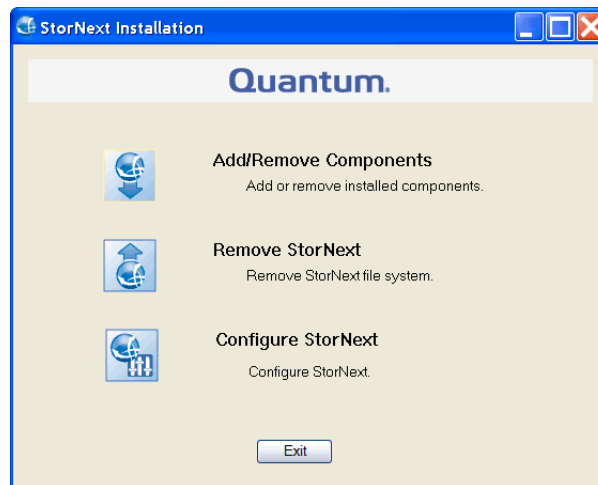 StorNext Installation
Quantum.
Add/Remove Components
Add or remove installed components.
Remove StorNext
Remove StorNext file system.
Configure StorNext
Configure StorNext.
Exit